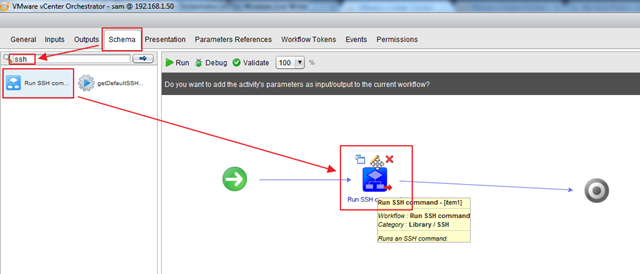 VMware vCenter Orchestrator - sam @ 192.168.1.50
General Inputs Outputs Schema Presentation Parameters References Workflow Tokens Events Permissions
ssh
Run SSH com...
getDefaultSSH...
Run Debug Validate 100 %
Do you want to add the activity's parameters as input/output to the current workflow?
Run SSH
Run SSH command - [item1]
Workflow : Run SSH command
Category : Library / SSH
Runs an SSH command.